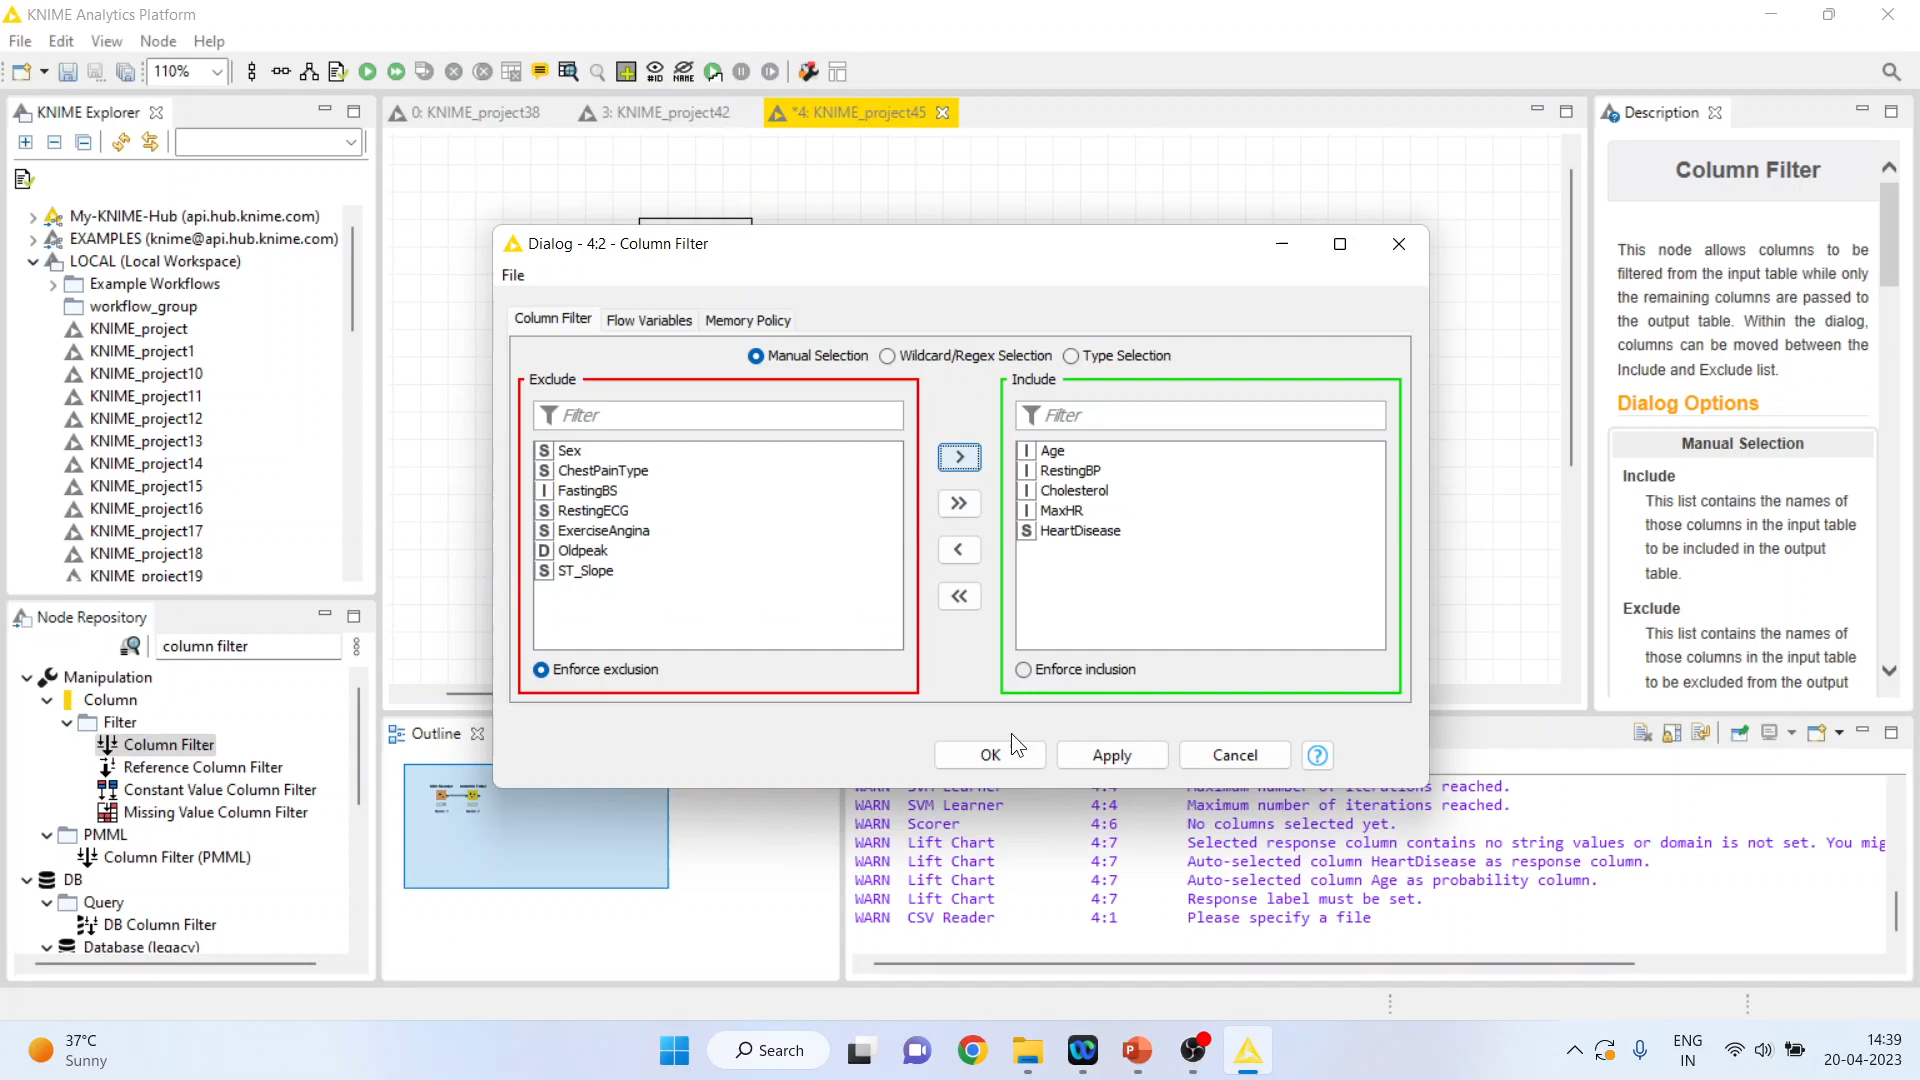 KNIME Analytics Platform
File Edit View Node Help
110%
KNIME Explorer
0: KNIME_project38
3: KNIME_project42
*4: KNIME_project45
Description
My-KNIME-Hub (api.hub.knime.com)
EXAMPLES (knime@api.hub.knime.com)
LOCAL (Local Workspace)
Example Workflows
workflow_group
KNIME_project
KNIME_project1
KNIME_project10
KNIME_project11
KNIME_project12
KNIME_project13
KNIME_project14
KNIME_project15
KNIME_project16
KNIME_project17
KNIME_project18
KNIME_project19
Node Repository
column filter
Manipulation
Column
Filter
Column Filter
Reference Column Filter
Constant Value Column Filter
Missing Value Column Filter
PMML
Column Filter (PMML)
DB
Query
DB Column Filter
Database (legacy)
Dialog - 4:2 - Column Filter
File
Column Filter Flow Variables Memory Policy
Manual Selection Wildcard/Regex Selection Type Selection
Exclude
Filter
S Sex
S ChestPainType
I FastingBS
S RestingECG
S ExerciseAngina
D Oldpeak
S ST_Slope
Enforce exclusion
Include
Filter
I Age
I RestingBP
I Cholesterol
I MaxHR
S HeartDisease
Enforce inclusion
OK Apply Cancel
Column Filter
This node allows columns to be
filtered from the input table while only
the remaining columns are passed to
the output table. Within the dialog,
columns can be moved between the
Include and Exclude list.
Dialog Options
Manual Selection
Include
This list contains the names of
those columns in the input table
to be included in the output
table.
Exclude
This list contains the names of
those columns in the input table
to be excluded from the output
Outline
WARN SVM Learner 4:4 Maximum number of iterations reached.
WARN SVM Learner 4:4 Maximum number of iterations reached.
WARN Scorer 4:6 No columns selected yet.
WARN Lift Chart 4:7 Selected response column contains no string values or domain is not set. You mig
WARN Lift Chart 4:7 Auto-selected column HeartDisease as response column.
WARN Lift Chart 4:7 Auto-selected column Age as probability column.
WARN Lift Chart 4:7 Response label must be set.
WARN CSV Reader 4:1 Please specify a file
37°C
Sunny
Search
ENG
IN
14:39
20-04-2023